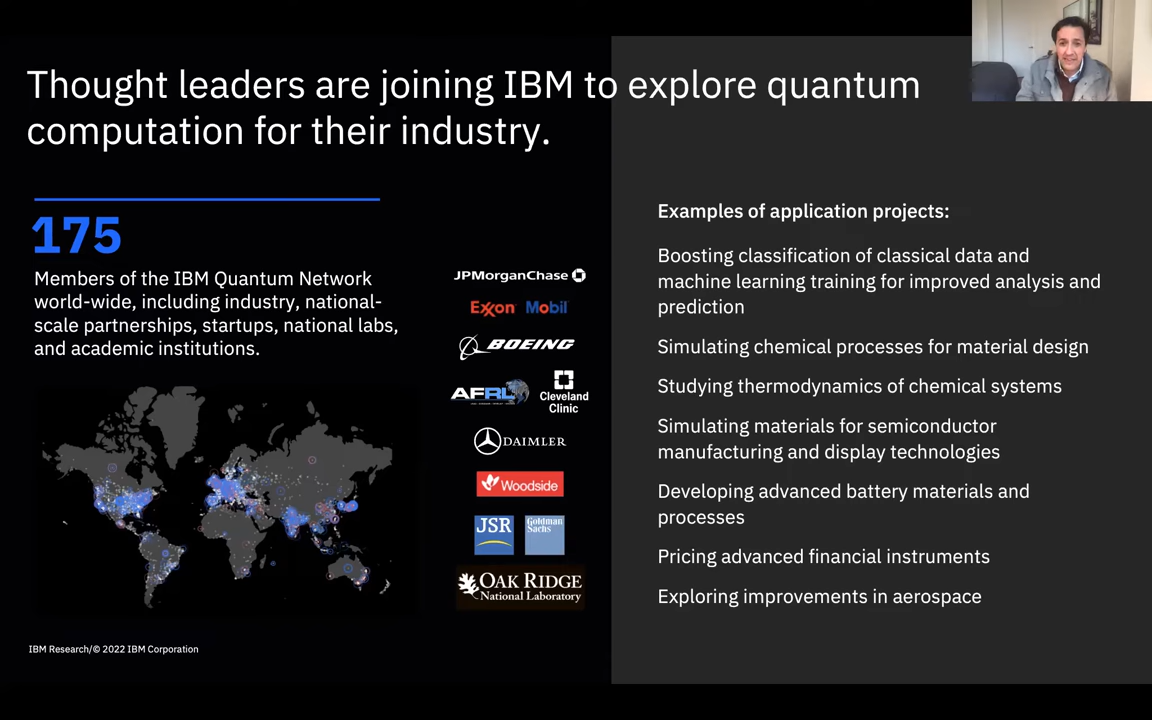 Thought leaders are joining IBM to explore quantum
computation for their industry.
175
Members of the IBM Quantum Network
world-wide, including industry, national-
scale partnerships, startups, national labs,
and academic institutions.
JPMORGAN CHASE
Exxon Mobil
BOEING
AFRL
Cleveland
Clinic
DAIMLER
Woodside
JSR
Goldman
Sachs
OAK RIDGE
National Laboratory
Examples of application projects:
Boosting classification of classical data and
machine learning training for improved analysis and
prediction
Simulating chemical processes for material design
Studying thermodynamics of chemical systems
Simulating materials for semiconductor
manufacturing and display technologies
Developing advanced battery materials and
processes
Pricing advanced financial instruments
Exploring improvements in aerospace
IBM Research/© 2022 IBM Corporation